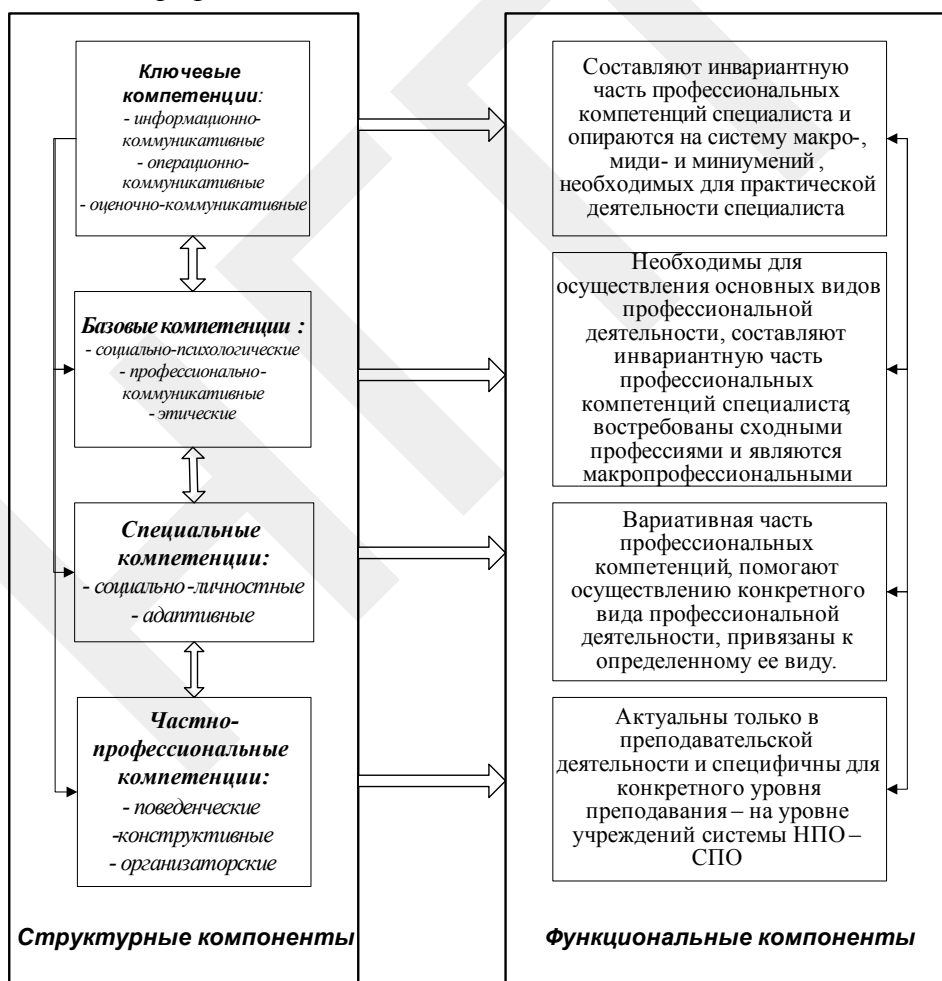 Ключевые
компетенции:
- информационно-
коммуникативные
- операционно-
коммуникативные
- оценочно-коммуникативные
Базовые компетенции :
- социально-психологические
- профессионально-
коммуникативные
- этические
Специальные
компетенции:
- социально-личностные
- адаптивные
Частно-
профессиональные
компетенции:
- поведенческие
-конструктивные
- организаторские
Структурные компоненты
Составляют инвариантную
часть профессиональных
компетенций специалиста и
опираются на систему макро-,
миди- и миниумений ,
необходимых для практической
деятельности специалиста
Необходимы для
осуществления основных видов
профессиональной
деятельности, составляют
инвариантную часть
профессиональных
компетенций специалиста;
востребованы сходными
профессиями и являются
макропрофессиональными
Вариативная часть
профессиональных
компетенций, помогают
осуществлению конкретного
вида профессиональной
деятельности, привязаны к
определенному ее виду.
Актуальны только в
преподавательской
деятельности и специфичны для
конкретного уровня
преподавания – на уровне
учреждений системы НПО –
СПО
Функциональные компоненты